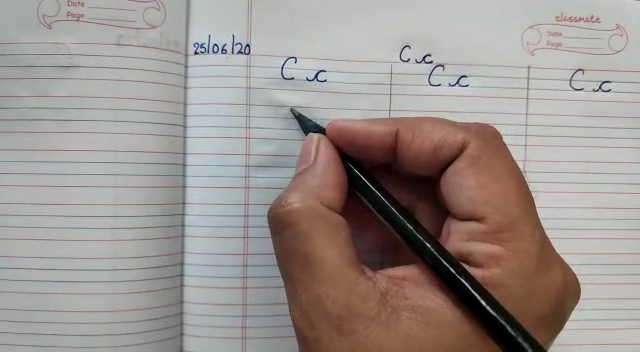 Date
Page
classmate
Date
Page
25/06/20
C c
C c C c C c